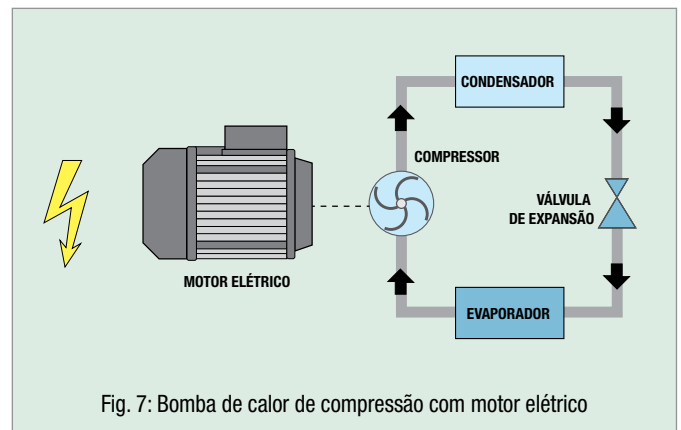 CONDENSADOR
COMPRESSOR
VÁLVULA
DE EXPANSÃO
MOTOR ELÉTRICO
EVAPORADOR
Fig. 7: Bomba de calor de compressão com motor elétrico